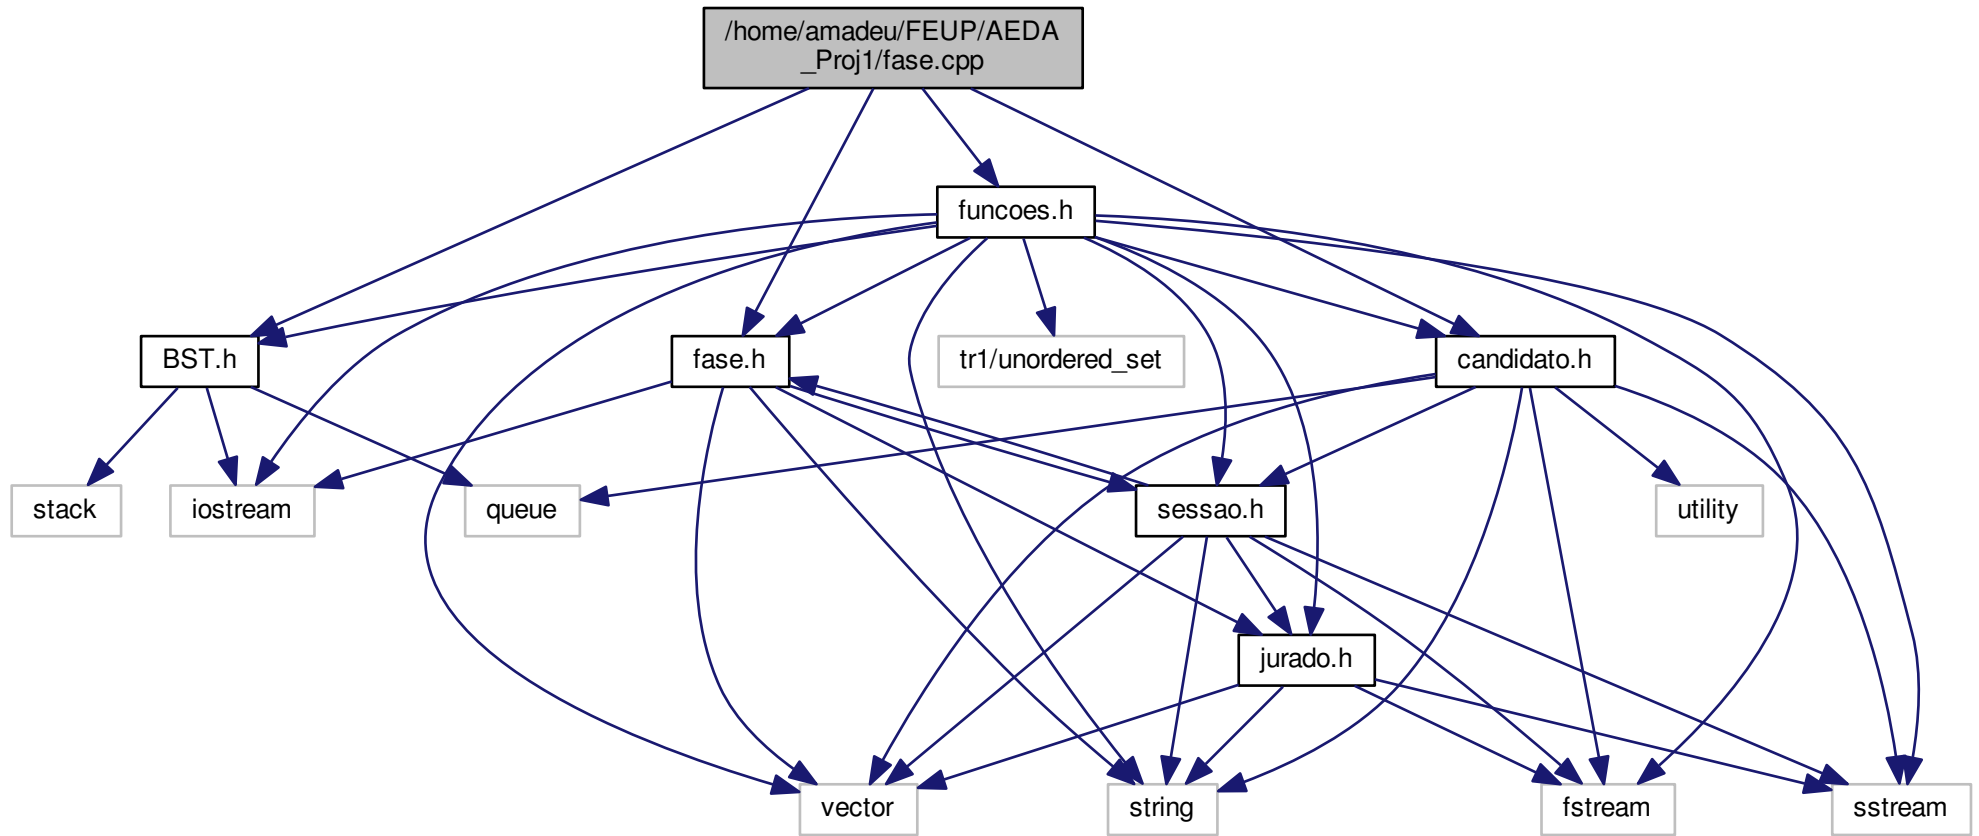 /home/amadeu/FEUP/AEDA
_Proj1/fase.cpp
funcoes.h
BST.h
fase.h
tr1/unordered_set
candidato.h
stack
iostream
queue
sessao.h
utility
jurado.h
vector
string
fstream
sstream